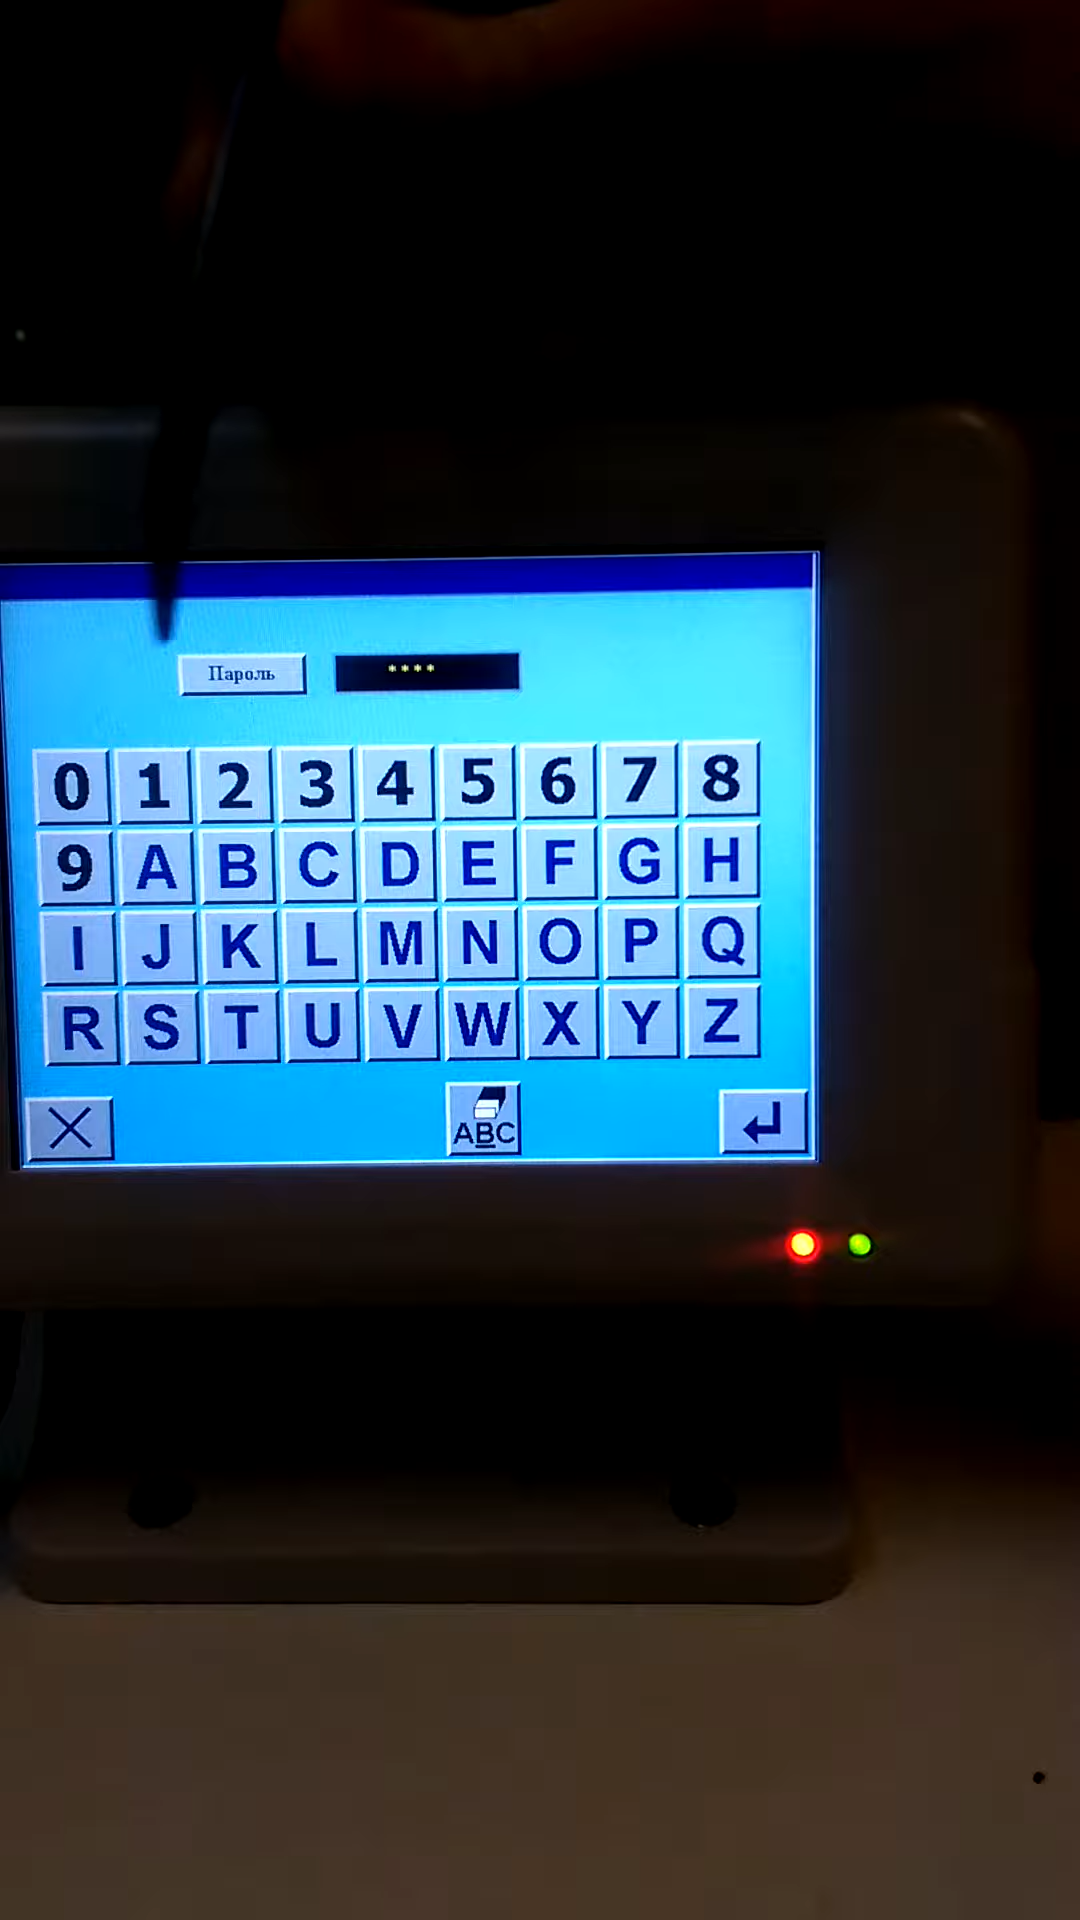 Пароль ****
0 1 2 3 4 5 6 7 8
9 A B C D E F G H
I J K L M N O P Q
R S T U V W X Y Z
ABC